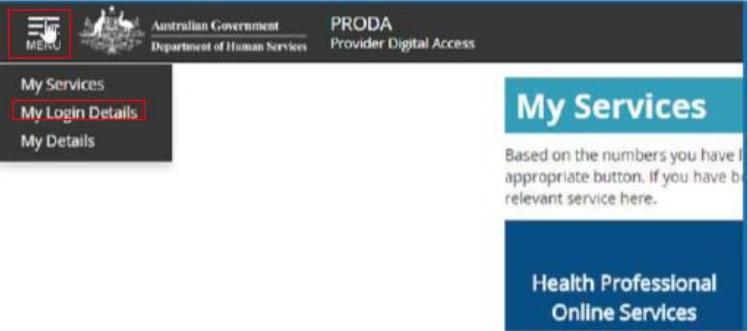 MENU
Australian Government
Department of Human Services
PRODA
Provider Digital Access
My Services
My Login Details
My Details
My Services
Based on the numbers you have
appropriate button. If you have
relevant service here.
Health Professional
Online Services